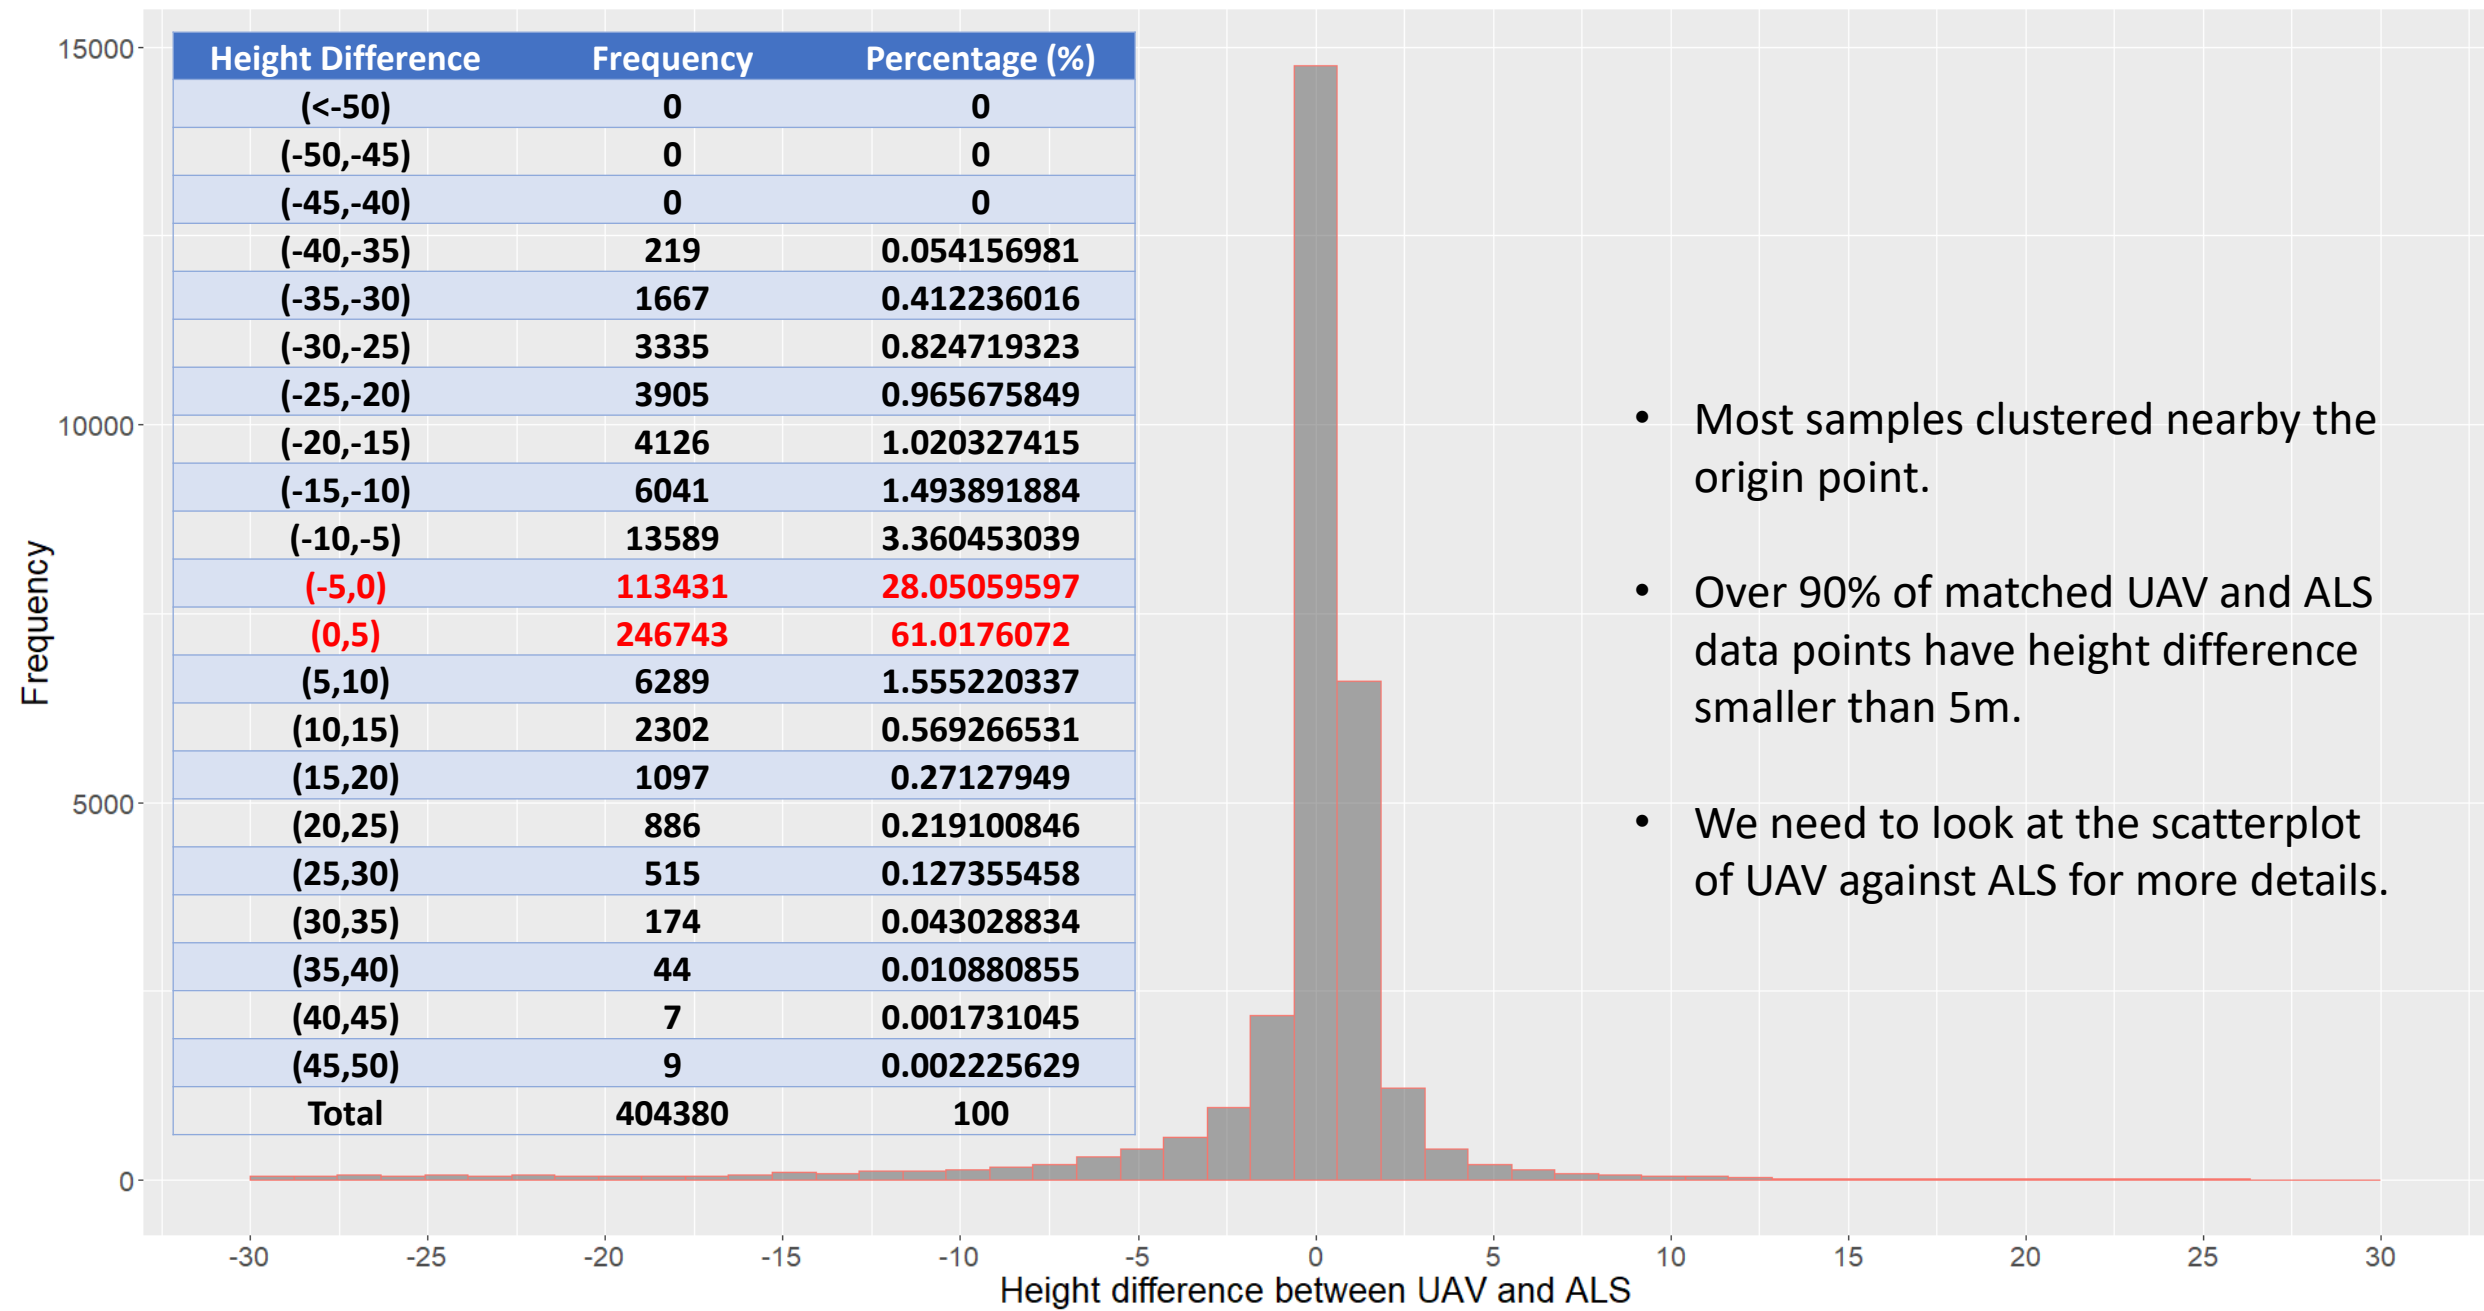 Height Difference Frequency Percentage (%)
(<-50) 0 0
(-50,-45) 0 0
(-45,-40) 0 0
(-40,-35) 219 0.054156981
(-35,-30) 1667 0.412236016
(-30,-25) 3335 0.824719323
(-25,-20) 3905 0.965675849
(-20,-15) 4126 1.020327415
(-15,-10) 6041 1.493891884
(-10,-5) 13589 3.360453039
(-5,0) 113431 28.05059597
(0,5) 246743 61.0176072
(5,10) 6289 1.555220337
(10,15) 2302 0.569266531
(15,20) 1097 0.27127949
(20,25) 886 0.219100846
(25,30) 515 0.127355458
(30,35) 174 0.043028834
(35,40) 44 0.010880855
(40,45) 7 0.001731045
(45,50) 9 0.002225629
Total 404380 100
• Most samples clustered nearby the
origin point.
• Over 90% of matched UAV and ALS
data points have height difference
smaller than 5m.
• We need to look at the scatterplot
of UAV against ALS for more details.
Frequency
15000
10000
5000
0
-30 -25 -20 -15 -10 -5 0 5 10 15 20 25 30
Height difference between UAV and ALS